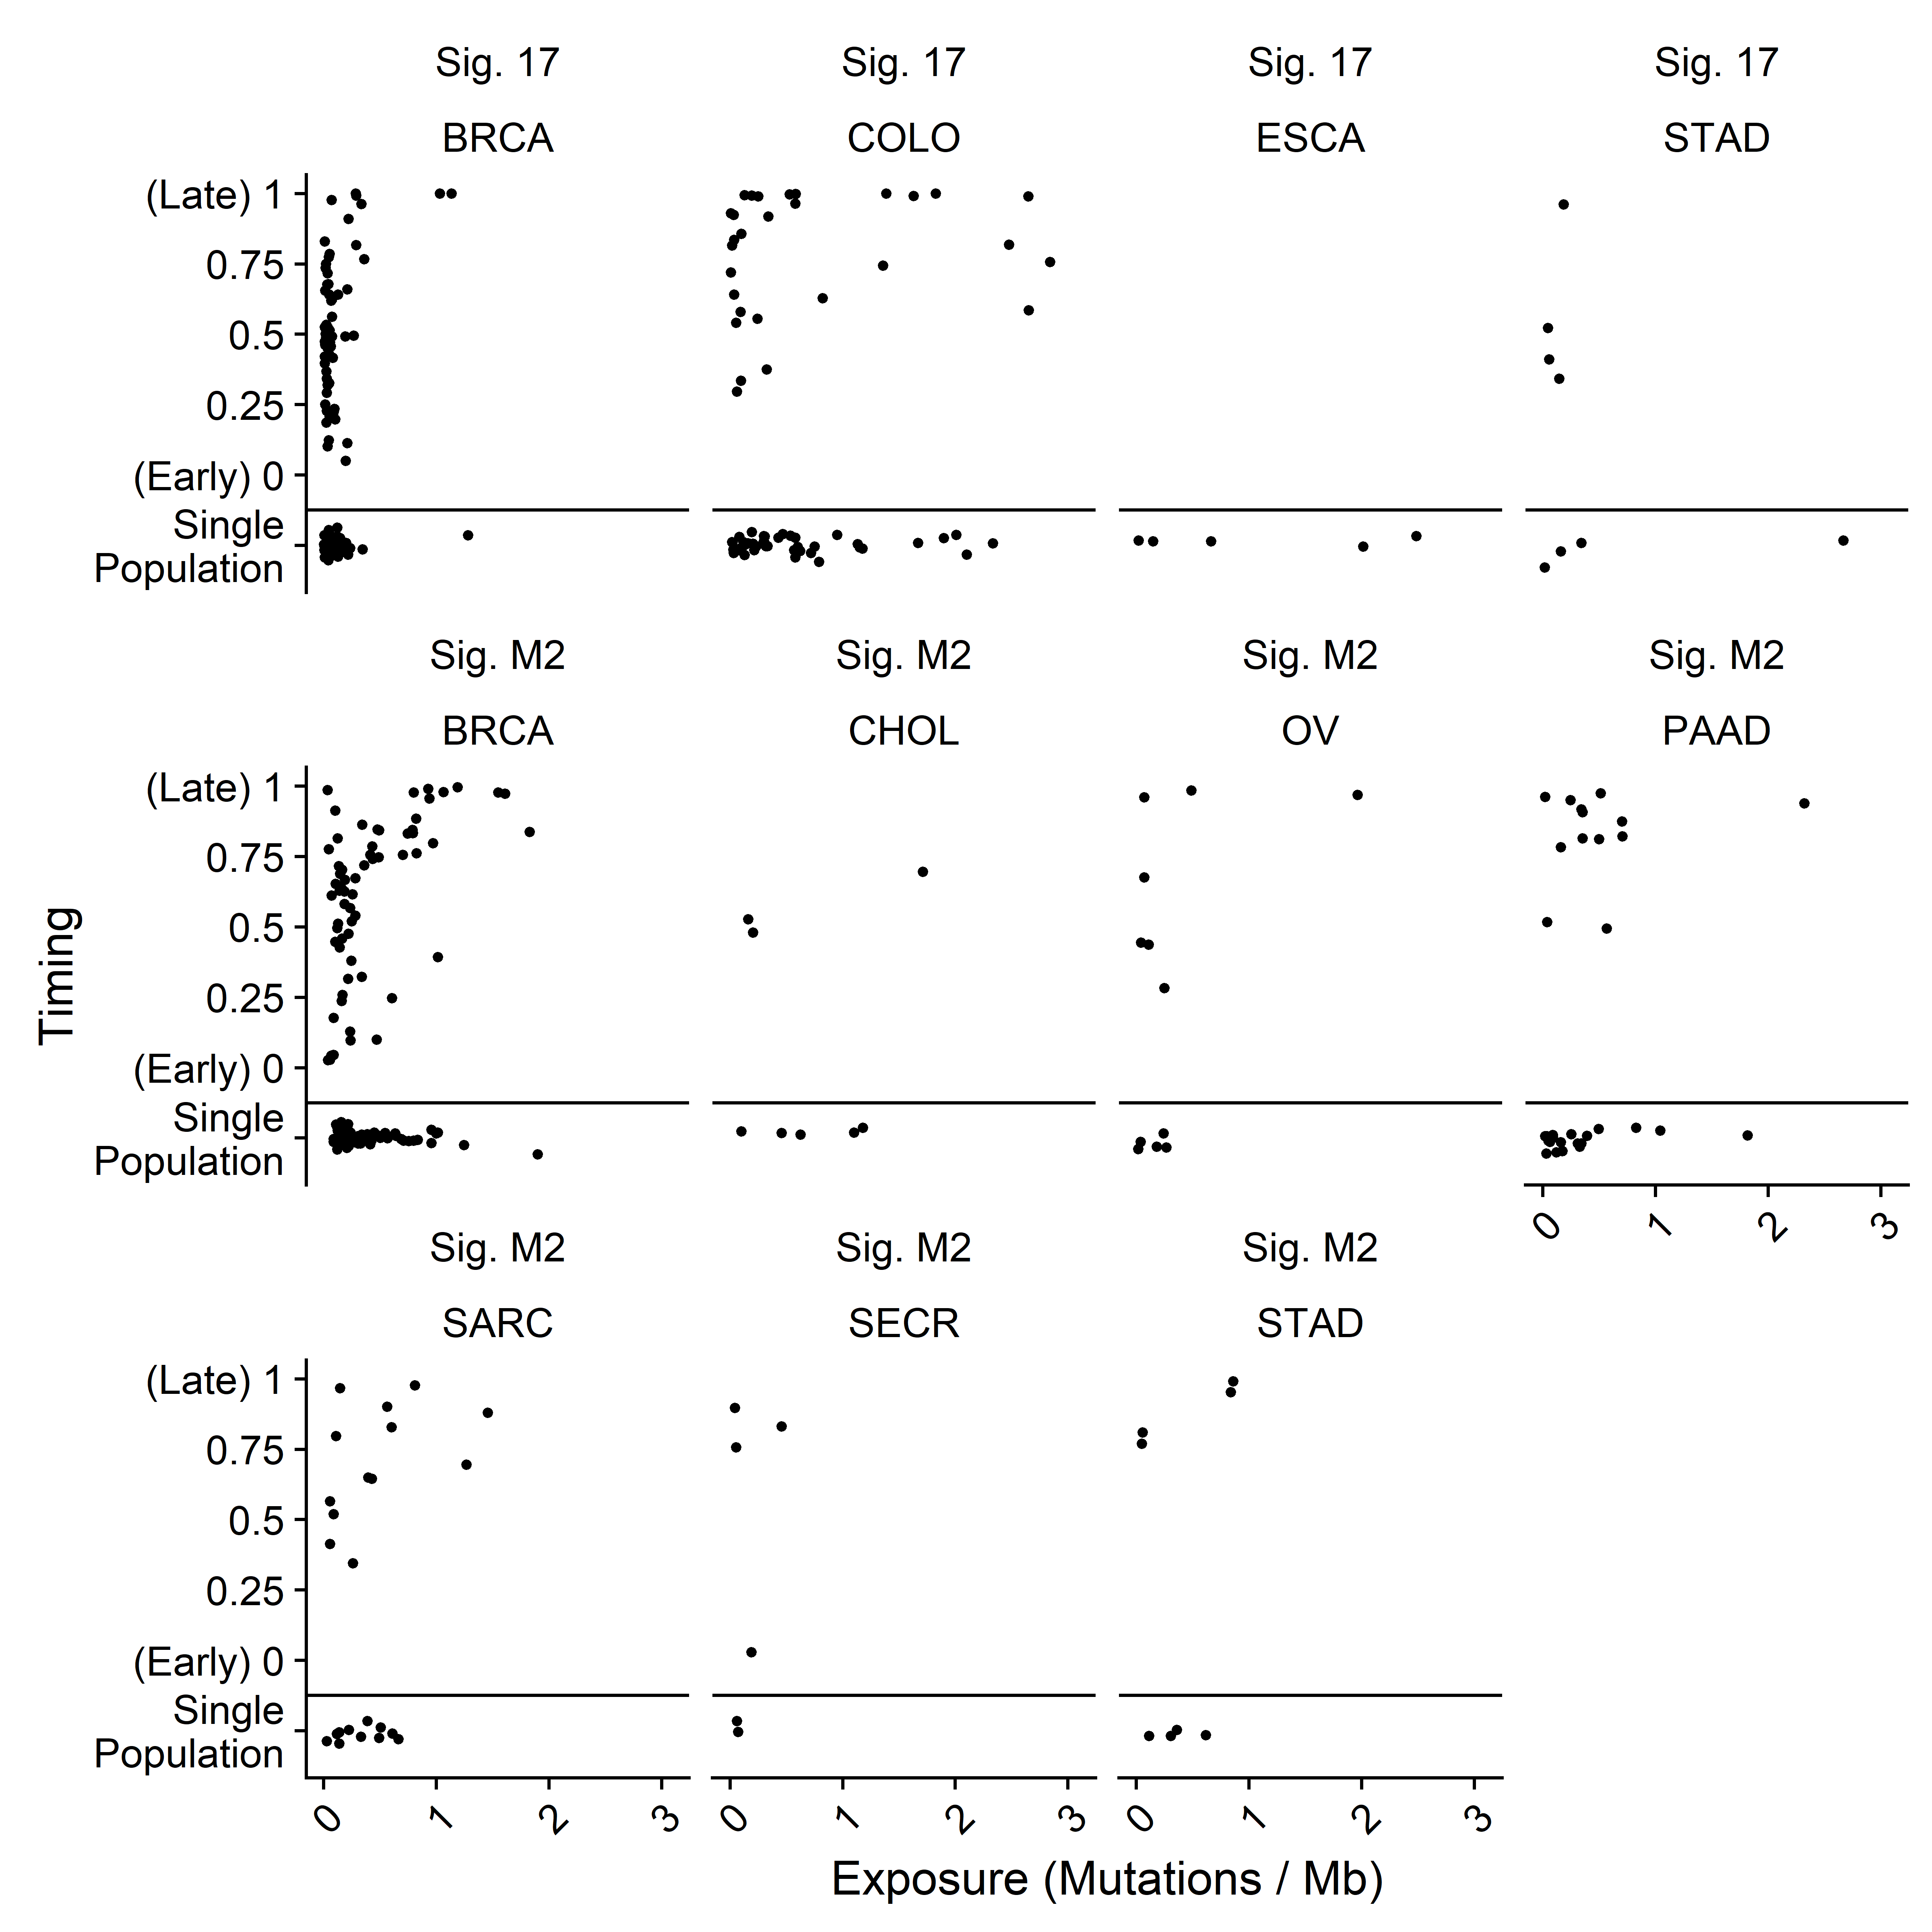 Sig. 17 Sig. 17 Sig. 17 Sig. 17
BRCA COLO ESCA STAD
(Late) 1
0.75
0.5
0.25
(Early) 0
Single
Population
Sig. M2 Sig. M2 Sig. M2 Sig. M2
BRCA CHOL OV PAAD
(Late) 1
0.75
0.5
0.25
(Early) 0
Single
Population
0 1 2 3
Timing
Sig. M2 Sig. M2 Sig. M2
SARC SECR STAD
(Late) 1
0.75
0.5
0.25
(Early) 0
Single
Population
0 1 2 3 0 1 2 3 0 1 2 3
Exposure (Mutations / Mb)